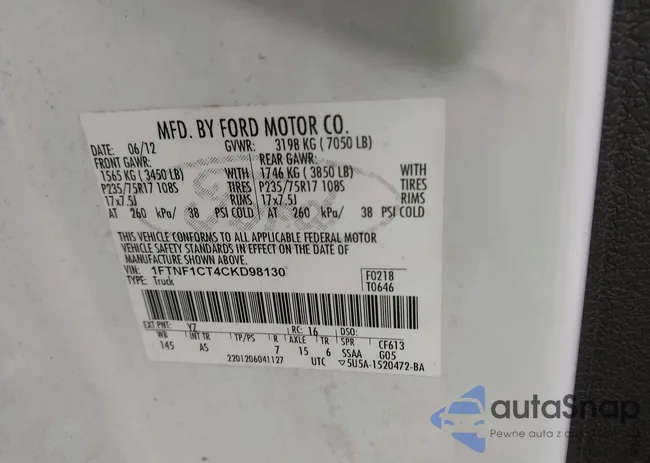 MFD. BY FORD MOTOR CO.
DATE: 06/12 GVWR: 3198 KG (7050 LB)
FRONT GAWR: REAR GAWR:
1565 KG (3450 LB) WITH 1746 KG (3850 LB) WITH
P235/75R17 108S TIRES P235/75R17 108S TIRES
17x7.5J RIMS 17x7.5J RIMS
AT 260 kPa/ 38 PSI COLD AT 260 kPa/ 38 PSI COLD
Ford
THIS VEHICLE CONFORMS TO ALL APPLICABLE FEDERAL MOTOR
VEHICLE SAFETY STANDARDS IN EFFECT ON THE DATE OF
MANUFACTURE SHOWN ABOVE.
VIN: 1FTNF1CT4CKD98130 F0218
TYPE: Truck T0646
EXT PNT: YZ RC: 16 DSO:
WB INT TR TP/PS R AXLE TR SPR CF613
145 AS 7 15 6 SSAA G05
2201206041127 UTC ▽5U5A-1520472-BA
autoSnap
Pewne auta z